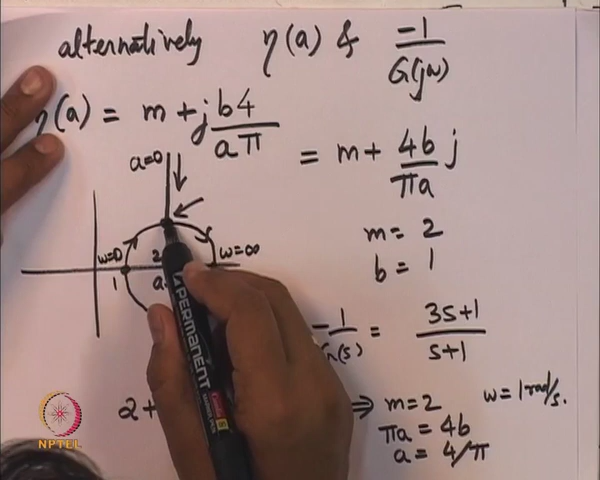 alternatively η(a) & -1/G(jω)
η(a) = m + j b4/aπ = m + 4b/πa j
a=0
m = 2
b = 1
ω=0 2 ω=∞
1 a
-1/G(s) = 3s+1/s+1
2+ ⇒ m=2 ω=1 rad/s.
πa = 4b
a = 4/π
PERMANENT
NPTEL